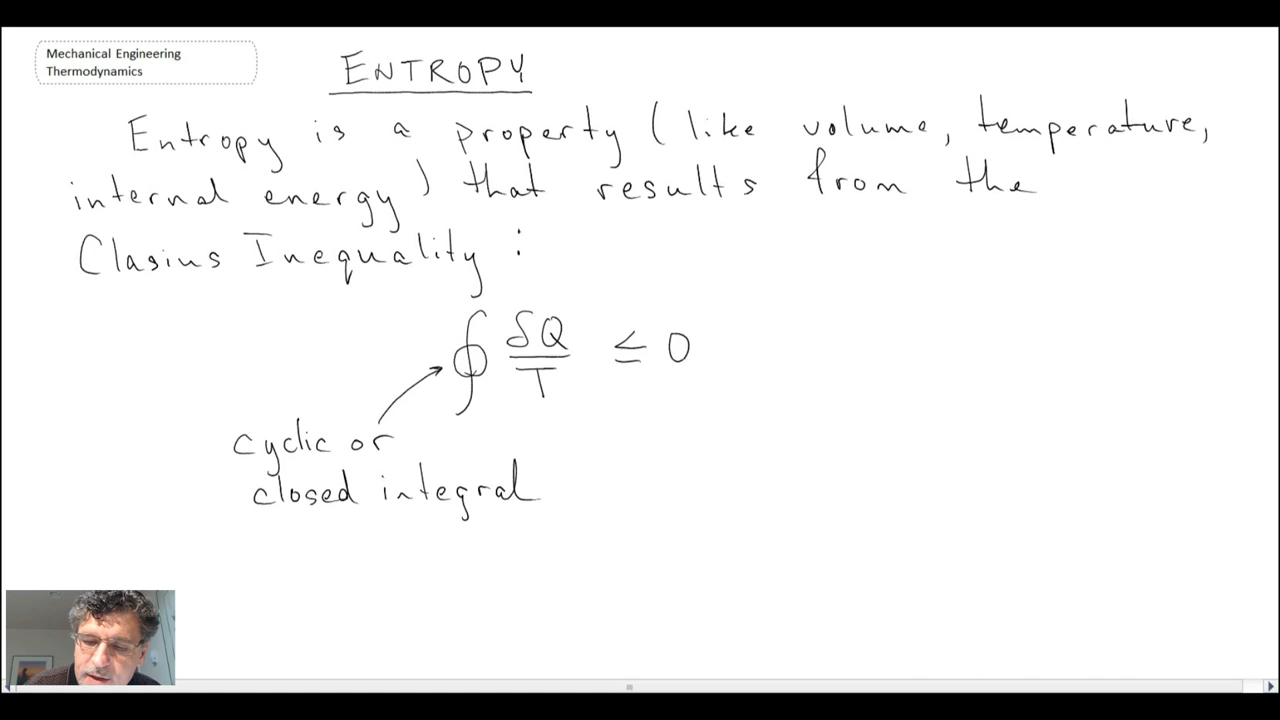 Mechanical Engineering
Thermodynamics
ENTROPY
Entropy is a property (like volume, temperature,
internal energy) that results from the
Clasius Inequality :
∮ δQ/T ≤ 0
cyclic or
closed integral